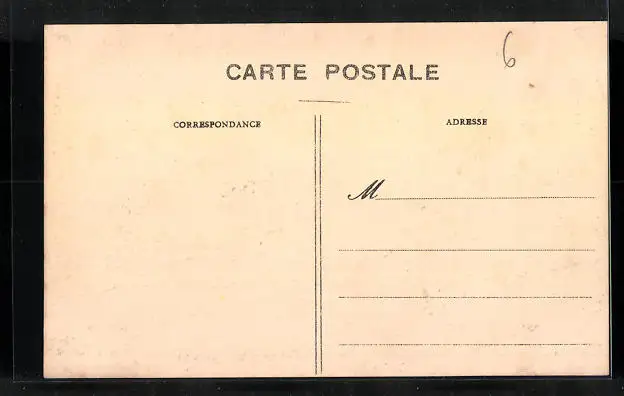 6
CARTE POSTALE
CORRESPONDANCE
ADRESSE
M